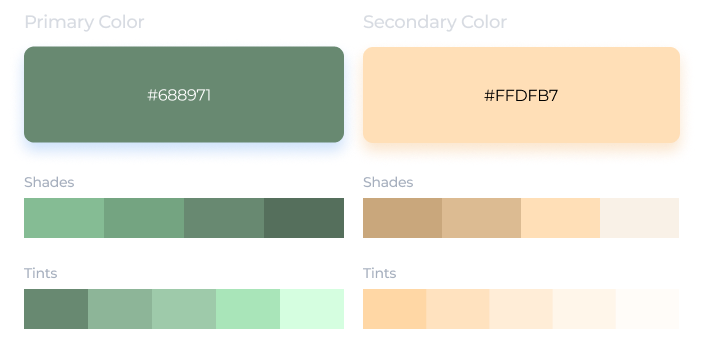 Primary Color
Secondary Color
#688971
#FFDFB7
Shades
Shades
Tints
Tints